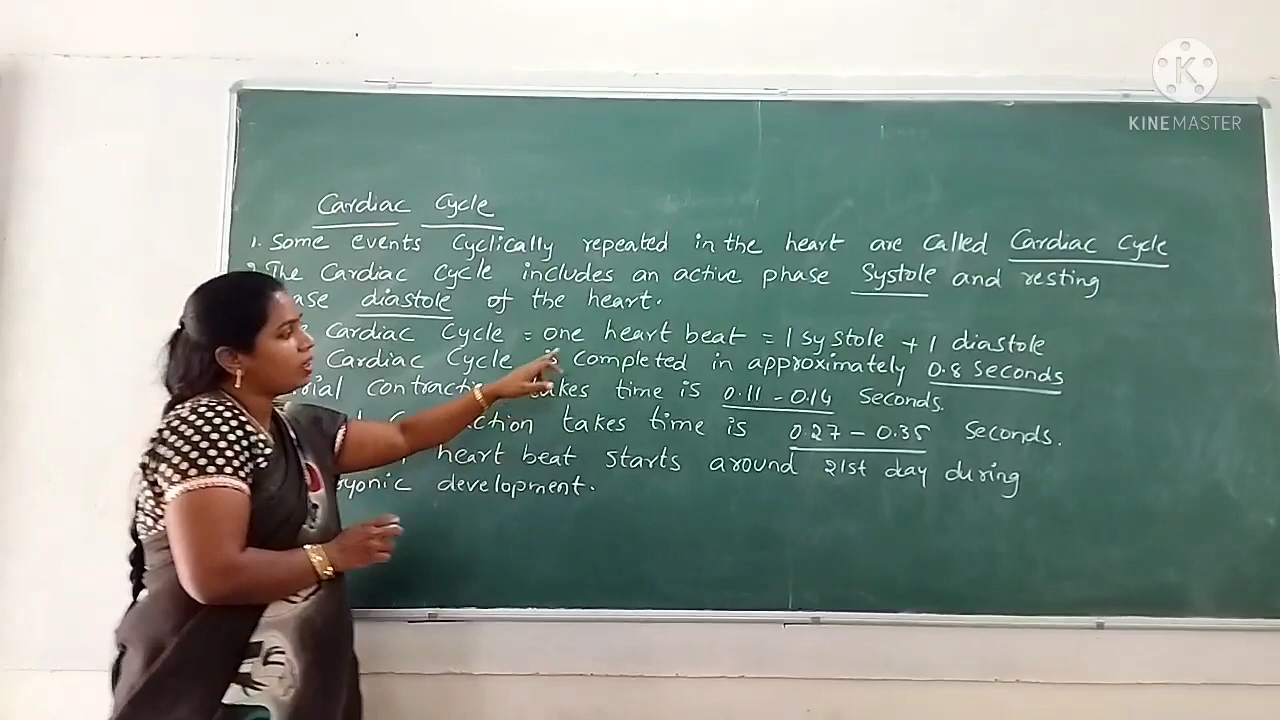 KINEMASTER
Cardiac Cycle
1. Some events Cyclically repeated in the heart are called Cardiac Cycle
The Cardiac Cycle includes an active phase Systole and resting
diastole of the heart.
Cardiac Cycle = one heart beat = 1 systole + 1 diastole
Cardiac Cycle is completed in approximately 0.8 Seconds
takes time is 0.11 - 0.14 Seconds.
takes time is 0.27 - 0.35 Seconds.
heart beat starts around 21st day during
development.